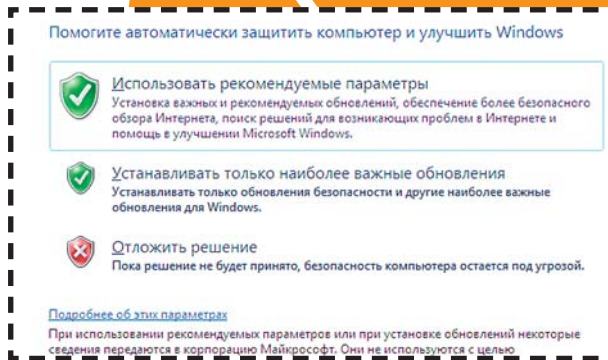 Помогите автоматически защитить компьютер и улучшить Windows
Использовать рекомендуемые параметры
Установка важных и рекомендуемых обновлений, обеспечение более безопасного
обзора Интернета, поиск решений для возникающих проблем в Интернете и
помощь в улучшении Microsoft Windows.
Устанавливать только наиболее важные обновления
Устанавливать только обновления безопасности и другие наиболее важные
обновления для Windows.
Отложить решение
Пока решение не будет принято, безопасность компьютера остается под угрозой.
Подробнее об этих параметрах
При использовании рекомендуемых параметров или при установке обновлений некоторые
сведения передаются в корпорацию Майкрософт. Они не используются с целью